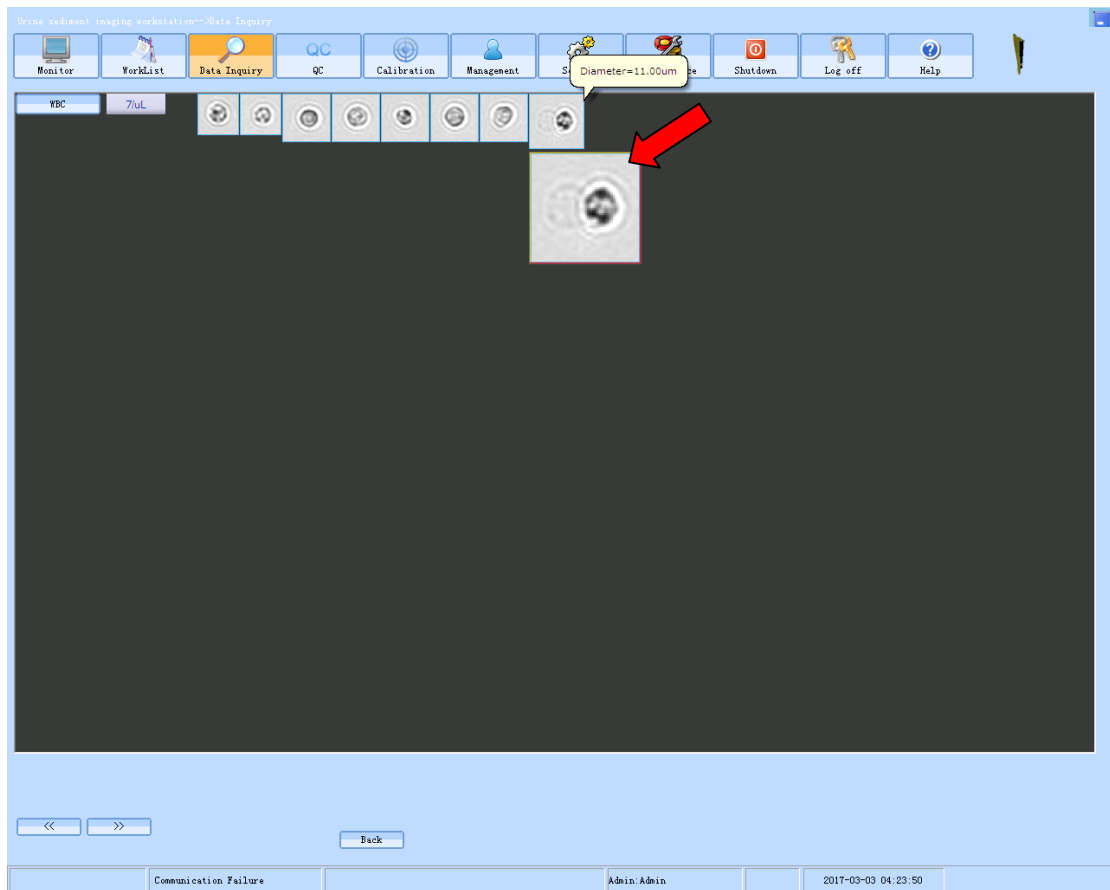 Urine sediment imaging workstation-->Data Inquiry
Monitor
WorkList
Data Inquiry
QC
QC
Calibration
Management
Shutdown
Log off
Help
Diameter=11.00um
WBC
7/uL
<<
>>
Back
Communication Failure
Admin:Admin
2017-03-03 04:23:50